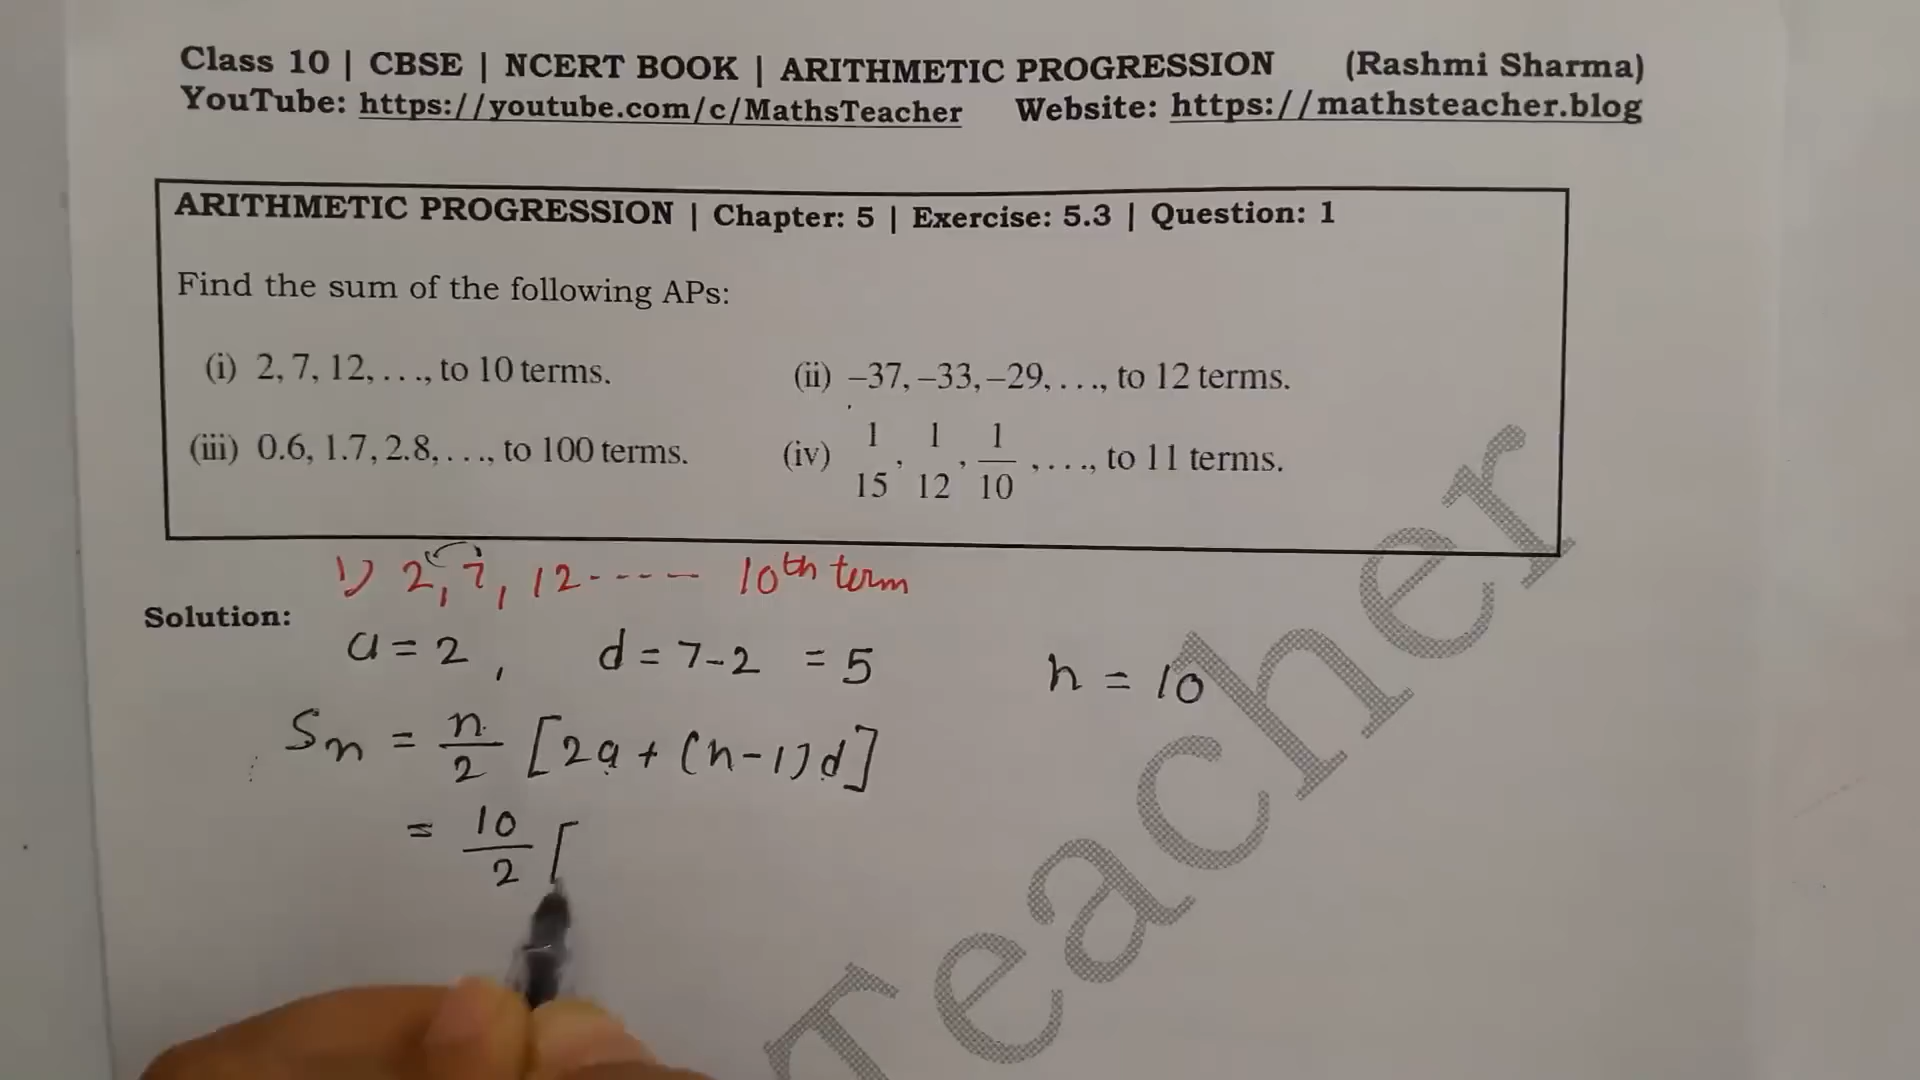 Class 10 | CBSE | NCERT BOOK | ARITHMETIC PROGRESSION (Rashmi Sharma)
YouTube: https://youtube.com/c/MathsTeacher Website: https://mathsteacher.blog
ARITHMETIC PROGRESSION | Chapter: 5 | Exercise: 5.3 | Question: 1
Find the sum of the following APs:
(i) 2, 7, 12, . . ., to 10 terms. (ii) –37, –33, –29, . . ., to 12 terms.
(iii) 0.6, 1.7, 2.8, . . ., to 100 terms. (iv) 1/15, 1/12, 1/10, . . ., to 11 terms.
1) 2, 7, 12 ----- 10th term
Solution:
a = 2, d = 7-2 = 5 n = 10
Sn = n/2 [2a + (n-1)d]
= 10/2 [
Teacher